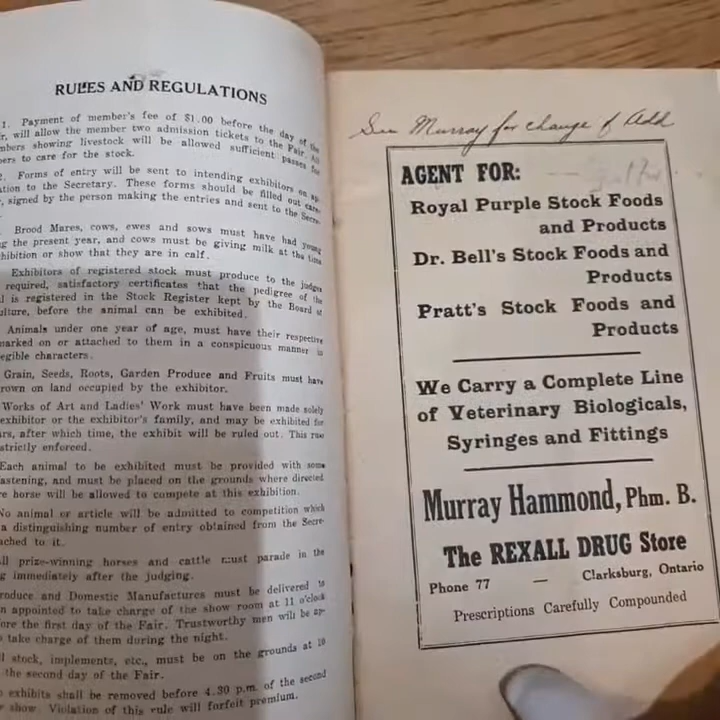 RULES AND REGULATIONS
1. Payment of member's fee of $1.00 before the day of the
will allow the member two admission tickets to the Fair. All
mbers showing livestock will be allowed sufficient passes for
ers to care for the stock.
2. Forms of entry will be sent to intending exhibitors on ap-
ation to the Secretary. These forms should be filled out care-
, signed by the person making the entries and sent to the Secre-
Brood Mares, cows, ewes and sows must have had young
g the present year, and cows must be giving milk at the time
hibition or show that they are in calf.
Exhibitors of registered stock must produce to the judges
required, satisfactory certificates that the pedigree of the
l is registered in the Stock Register kept by the Board of
ulture, before the animal can be exhibited.
Animals under one year of age, must have their respective
marked on or attached to them in a conspicuous manner in
egible characters.
Grain, Seeds, Roots, Garden Produce and Fruits must have
rown on land occupied by the exhibitor.
Works of Art and Ladies' Work must have been made solely
exhibitor or the exhibitor's family, and may be exhibited for
ars, after which time, the exhibit will be ruled out. This rule
strictly enforced.
Each animal to be exhibited must be provided with some
astening, and must be placed on the grounds where directed
re horse will be allowed to compete at this exhibition.
No animal or article will be admitted to competition which
a distinguishing number of entry obtained from the Secre-
ached to it.
ll prize-winning horses and cattle must parade in the
g immediately after the judging.
roduce and Domestic Manufactures must be delivered to
n appointed to take charge of the show room at 11 o'clock
ore the first day of the Fair. Trustworthy men will be ap-
take charge of them during the night.
ll stock, implements, etc., must be on the grounds at 10
the second day of the Fair.
exhibits shall be removed before 4.30 p.m. of the second
show. Violation of this rule will forfeit premium.
See Murray for change of Add
AGENT FOR:
Royal Purple Stock Foods
and Products
Dr. Bell's Stock Foods and
Products
Pratt's Stock Foods and
Products
We Carry a Complete Line
of Veterinary Biologicals,
Syringes and Fittings
Murray Hammond, Phm. B.
The REXALL DRUG Store
Phone 77 — Clarksburg, Ontario
Prescriptions Carefully Compounded